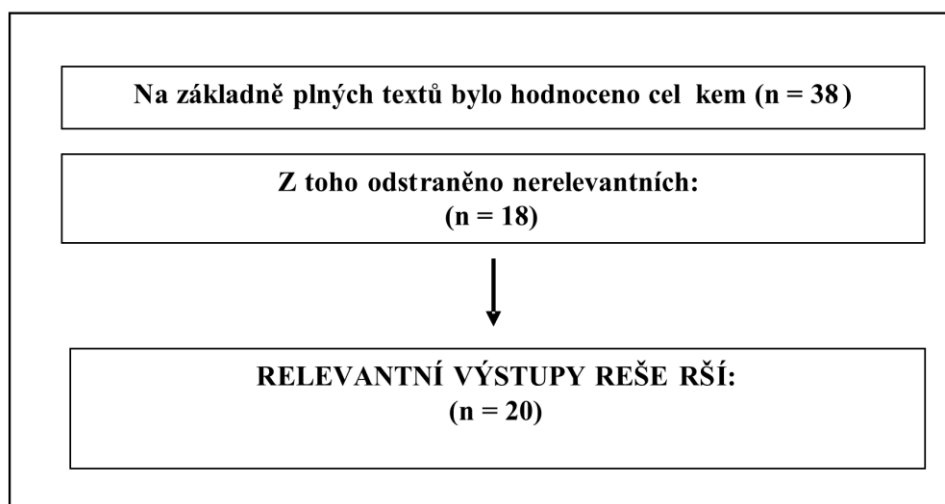 Na základně plných textů bylo hodnoceno cel kem (n = 38)
Z toho odstraněno nerelevantních:
(n = 18)
RELEVANTNÍ VÝSTUPY REŠE RŠÍ:
(n = 20)